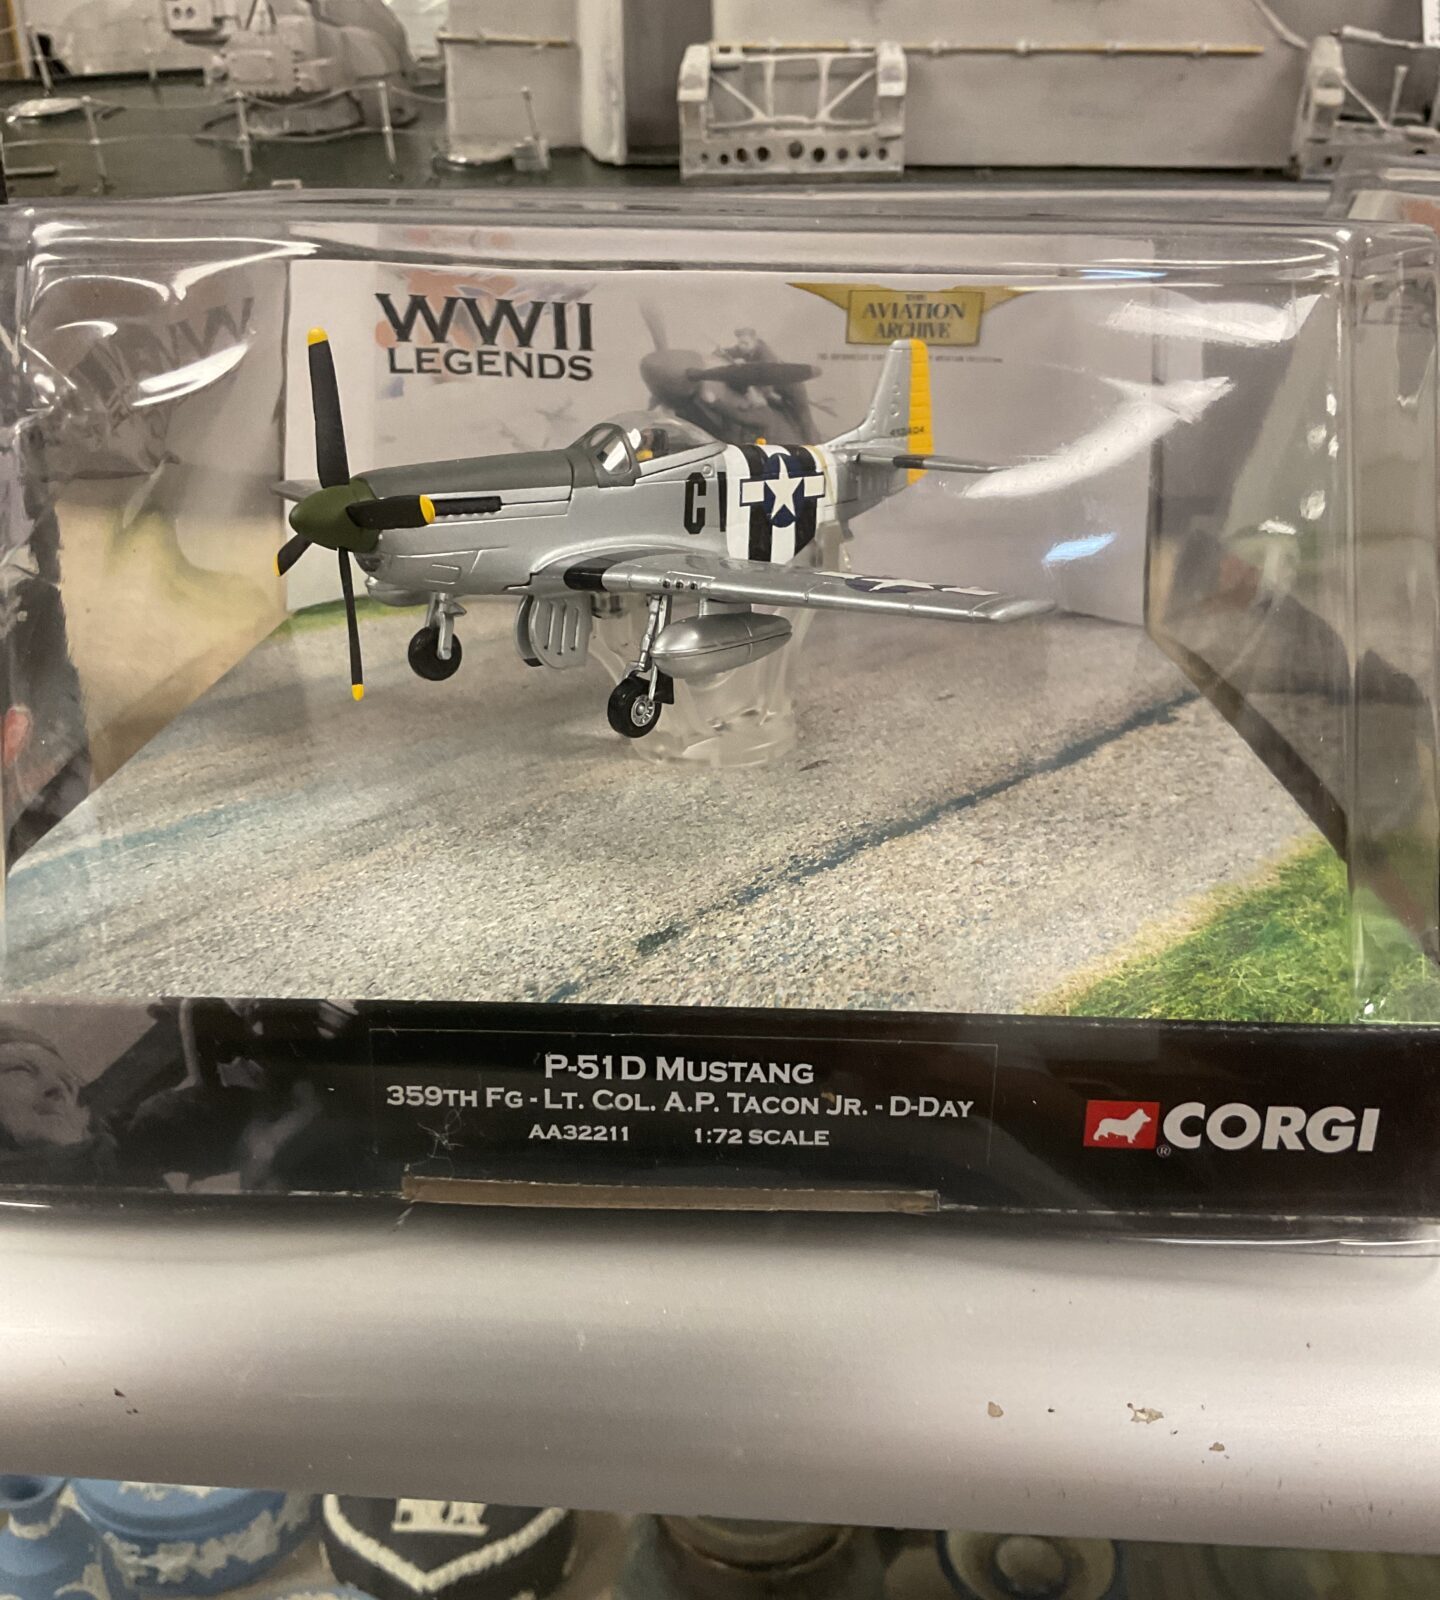 WWII
LEGENDS
THE
AVIATION
ARCHIVE
CV
P-51D MUSTANG
359TH FG - LT. COL. A.P. TACON JR. - D-DAY
AA32211 1:72 SCALE
CORGI
®